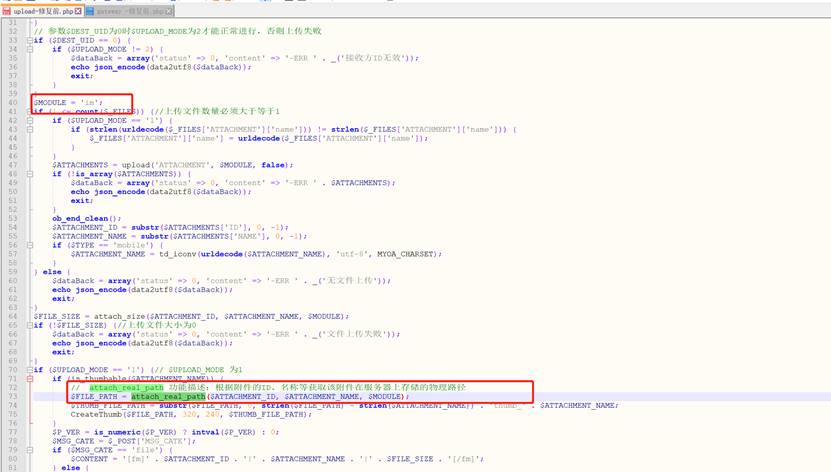 upload-修复前.php gateway -修复前.php
31 }
32 // 参数$DEST_UID为0时$UPLOAD_MODE为2才能正常进行，否则上传失败
33 if ($DEST_UID == 0) {
34 if ($UPLOAD_MODE != 2) {
35 $dataBack = array('status' => 0, 'content' => '-ERR ' . _('接收方ID无效'));
36 echo json_encode(data2utf8($dataBack));
37 exit;
38 }
39 }
40 $MODULE = 'im';
41 if (1 <= count($_FILES)) {//上传文件数量必须大于等于1
42 if ($UPLOAD_MODE == '1') {
43 if (strlen(urldecode($_FILES['ATTACHMENT']['name'])) != strlen($_FILES['ATTACHMENT']['name'])) {
44 $_FILES['ATTACHMENT']['name'] = urldecode($_FILES['ATTACHMENT']['name']);
45 }
46 }
47 $ATTACHMENTS = upload('ATTACHMENT', $MODULE, false);
48 if (!is_array($ATTACHMENTS)) {
49 $dataBack = array('status' => 0, 'content' => '-ERR ' . $ATTACHMENTS);
50 echo json_encode(data2utf8($dataBack));
51 exit;
52 }
53 ob_end_clean();
54 $ATTACHMENT_ID = substr($ATTACHMENTS['ID'], 0, -1);
55 $ATTACHMENT_NAME = substr($ATTACHMENTS['NAME'], 0, -1);
56 if ($TYPE == 'mobile') {
57 $ATTACHMENT_NAME = td_iconv(urldecode($ATTACHMENT_NAME), 'utf-8', MYOA_CHARSET);
58 }
59 } else {
60 $dataBack = array('status' => 0, 'content' => '-ERR ' . _('无文件上传'));
61 echo json_encode(data2utf8($dataBack));
62 exit;
63 }
64 $FILE_SIZE = attach_size($ATTACHMENT_ID, $ATTACHMENT_NAME, $MODULE);
65 if (!$FILE_SIZE) {//上传文件大小为0
66 $dataBack = array('status' => 0, 'content' => '-ERR ' . _('文件上传失败'));
67 echo json_encode(data2utf8($dataBack));
68 exit;
69 }
70 if ($UPLOAD_MODE == '1') {// $UPLOAD_MODE 为1
71 if (is_thumbable($ATTACHMENT_NAME)) {
72 // attach_real_path 功能描述：根据附件的ID、名称等获取该附件在服务器上存储的物理路径
73 $FILE_PATH = attach_real_path($ATTACHMENT_ID, $ATTACHMENT_NAME, $MODULE);
74 $THUMB_FILE_PATH = substr($FILE_PATH, 0, strlen($FILE_PATH) - strlen($ATTACHMENT_NAME)) . 'thumb_' . $ATTACHMENT_NAME;
75 CreateThumb($FILE_PATH, 320, 240, $THUMB_FILE_PATH);
76 }
77 $P_VER = is_numeric($P_VER) ? intval($P_VER) : 0;
78 $MSG_CATE = $_POST['MSG_CATE'];
79 if ($MSG_CATE == 'file') {
80 $CONTENT = '[fm]' . $ATTACHMENT_ID . '|' . $ATTACHMENT_NAME . '|' . $FILE_SIZE . '[/fm]';
81 } else {